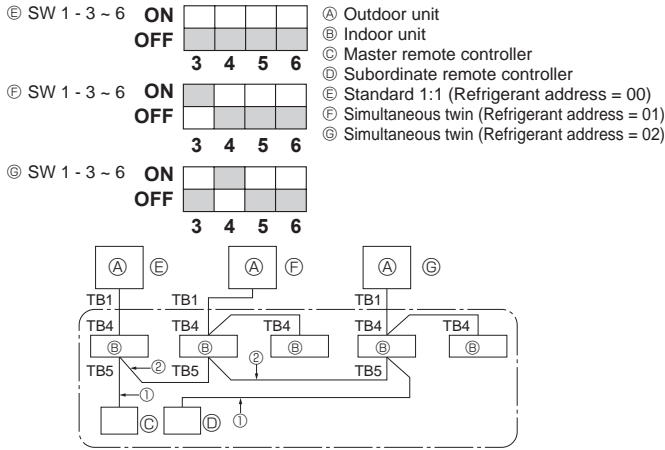 Ⓔ SW 1 - 3 ~ 6 ON OFF
3 4 5 6
Ⓕ SW 1 - 3 ~ 6 ON OFF
3 4 5 6
Ⓖ SW 1 - 3 ~ 6 ON OFF
3 4 5 6
Ⓐ Outdoor unit
Ⓑ Indoor unit
Ⓒ Master remote controller
Ⓓ Subordinate remote controller
Ⓔ Standard 1:1 (Refrigerant address = 00)
Ⓕ Simultaneous twin (Refrigerant address = 01)
Ⓖ Simultaneous twin (Refrigerant address = 02)
Ⓐ Ⓔ Ⓐ Ⓕ Ⓐ Ⓖ
TB1 TB1 TB1
TB4 TB4 TB4 TB4 TB4
Ⓑ Ⓑ Ⓑ Ⓑ Ⓑ
TB5 ② TB5 ② TB5
① ①
Ⓒ Ⓓ